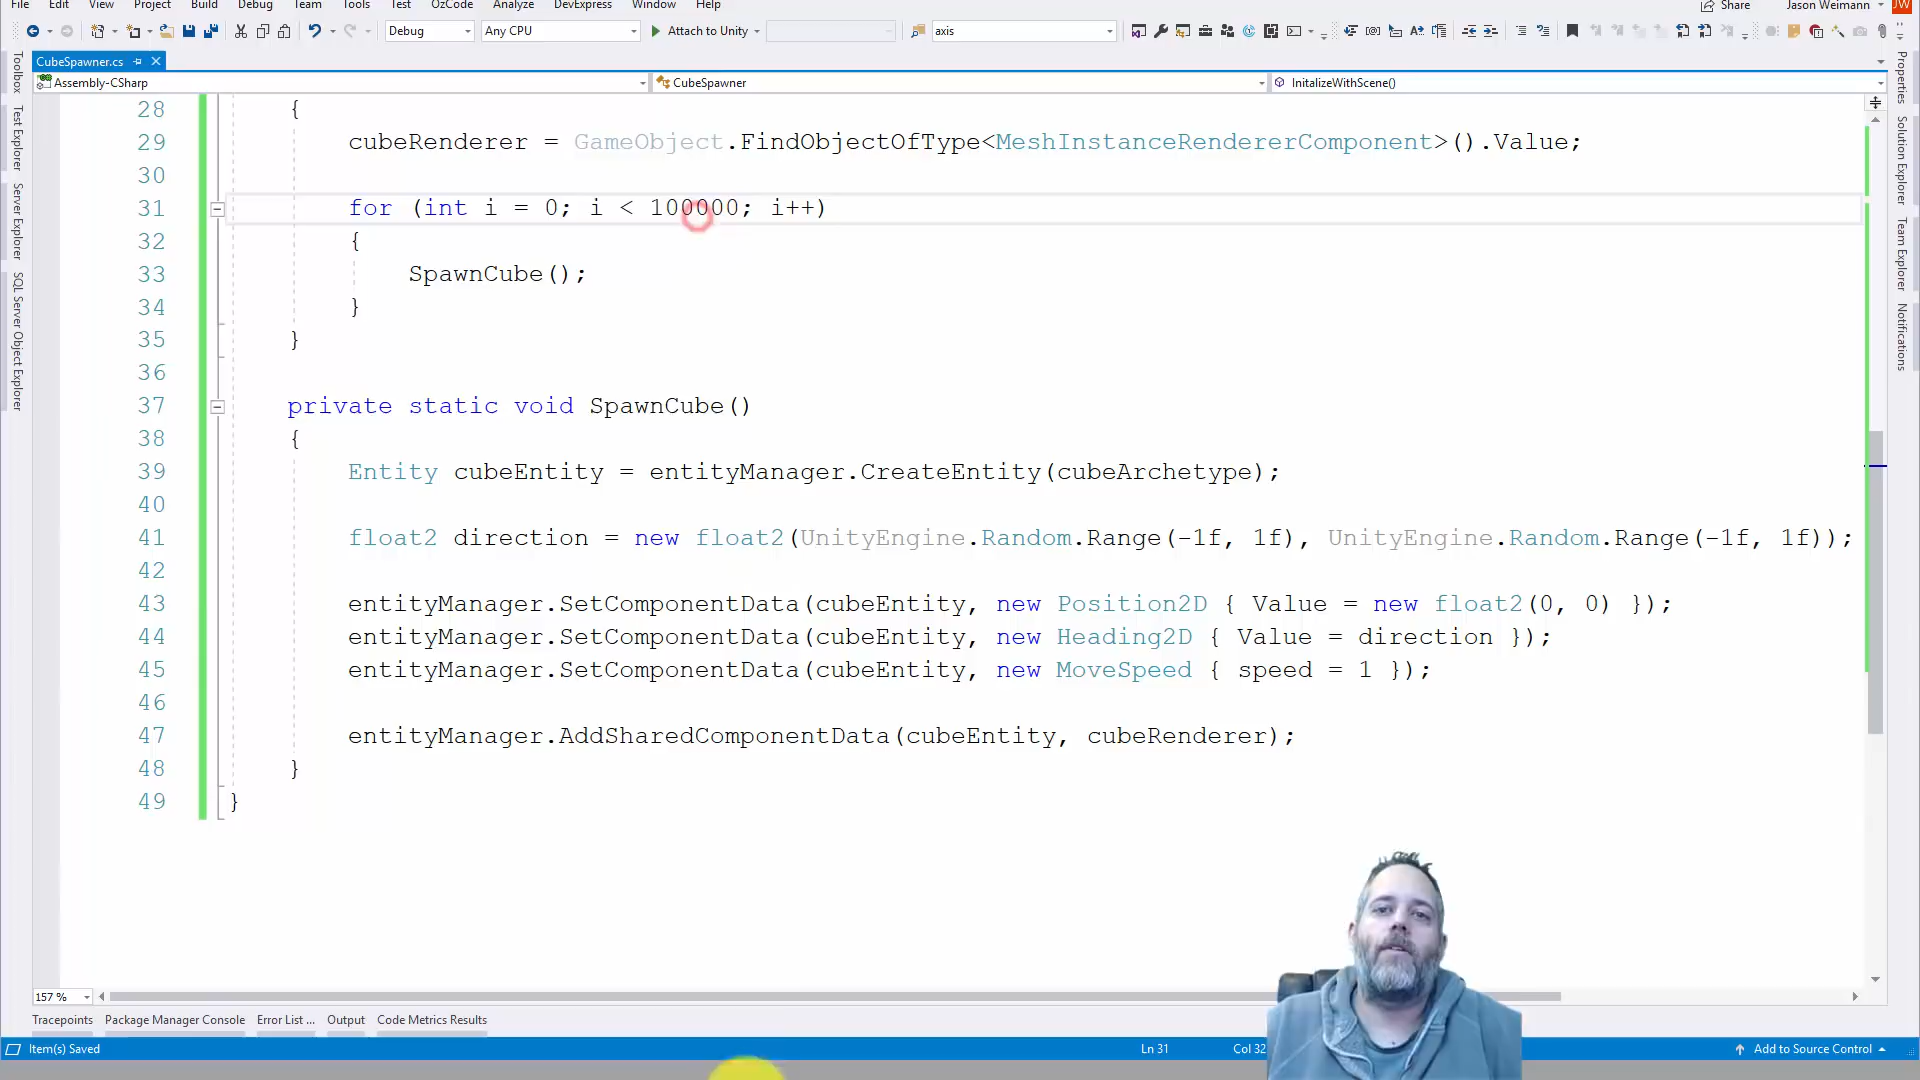 File Edit View Project Build Debug Team Tools Test OzCode Analyze DevExpress Window Help Share Jason Weimann JW
Debug Any CPU Attach to Unity axis
CubeSpawner.cs
Assembly-CSharp CubeSpawner InitalizeWithScene()
Toolbox
Test Explorer
Server Explorer
SQL Server Object Explorer
28 {
29 cubeRenderer = GameObject.FindObjectOfType<MeshInstanceRendererComponent>().Value;
30
31 for (int i = 0; i < 100000; i++)
32 {
33 SpawnCube();
34 }
35 }
36
37 private static void SpawnCube()
38 {
39 Entity cubeEntity = entityManager.CreateEntity(cubeArchetype);
40
41 float2 direction = new float2(UnityEngine.Random.Range(-1f, 1f), UnityEngine.Random.Range(-1f, 1f));
42
43 entityManager.SetComponentData(cubeEntity, new Position2D { Value = new float2(0, 0) });
44 entityManager.SetComponentData(cubeEntity, new Heading2D { Value = direction });
45 entityManager.SetComponentData(cubeEntity, new MoveSpeed { speed = 1 });
46
47 entityManager.AddSharedComponentData(cubeEntity, cubeRenderer);
48 }
49 }
Properties
Solution Explorer
Team Explorer
Notifications
157 %
Tracepoints Package Manager Console Error List ... Output Code Metrics Results
Item(s) Saved Ln 31 Col 32 Add to Source Control